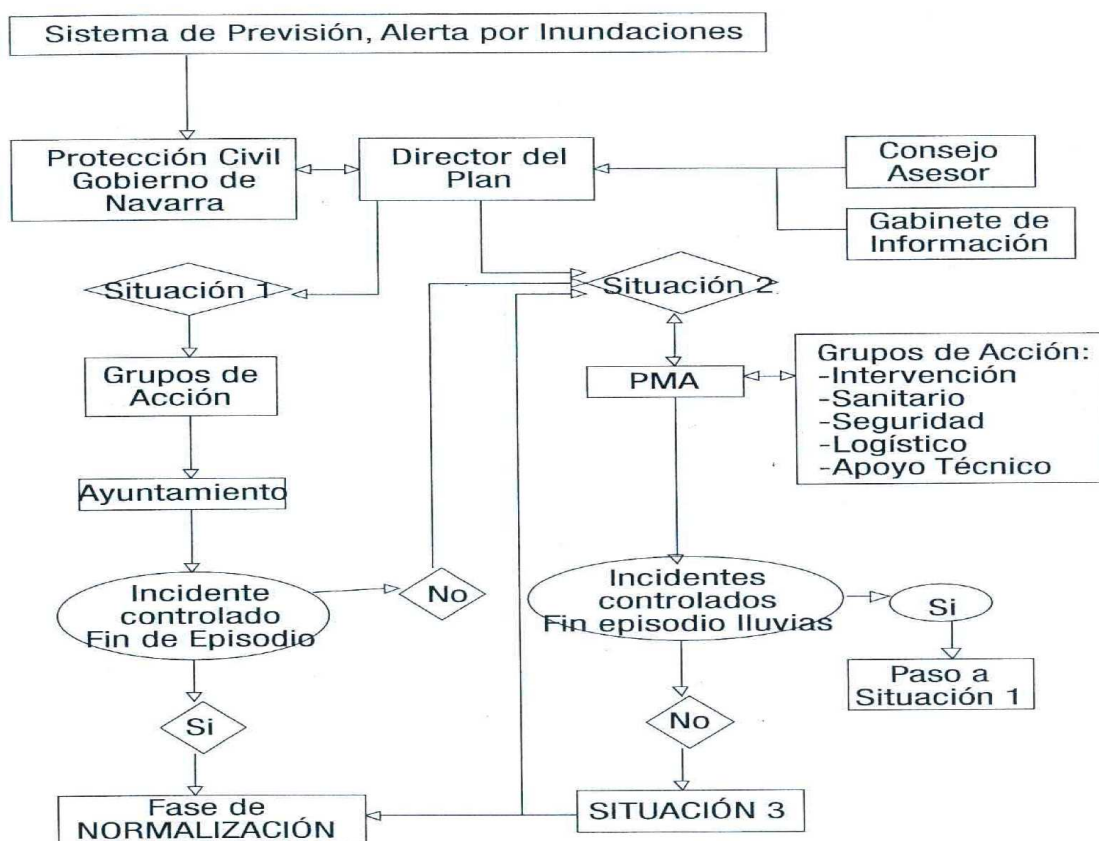 Sistema de Previsión, Alerta por Inundaciones
Protección Civil
Gobierno de
Navarra
Director del
Plan
Consejo
Asesor
Gabinete de
Información
Situación 1
Situación 2
Grupos de
Acción
PMA
Grupos de Acción:
-Intervención
-Sanitario
-Seguridad
-Logístico
-Apoyo Técnico
Ayuntamiento
Incidente
controlado
Fin de Episodio
No
Incidentes
controlados
Fin episodio lluvias
Si
Paso a
Situación 1
Si
No
Fase de
NORMALIZACIÓN
SITUACIÓN 3